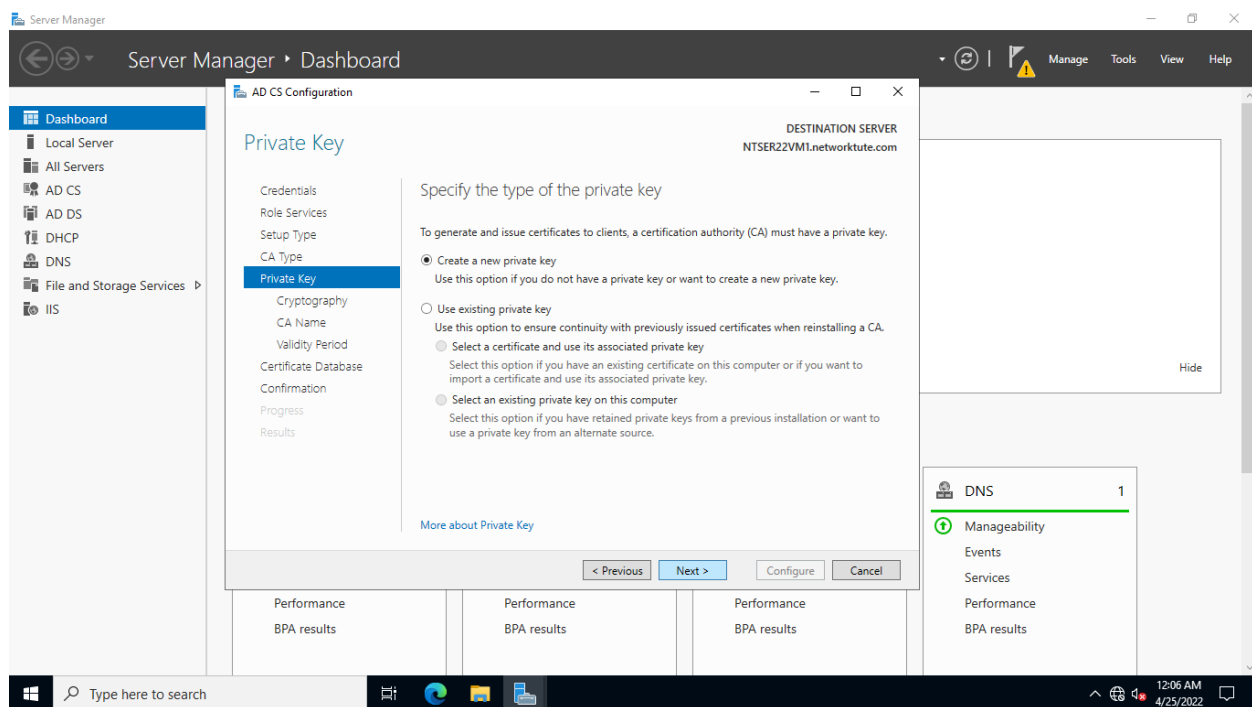 Server Manager
Server Manager • Dashboard
Manage Tools View Help
Dashboard
Local Server
All Servers
AD CS
AD DS
DHCP
DNS
File and Storage Services
IIS
AD CS Configuration
Private Key
DESTINATION SERVER
NTSER22VM1.networktute.com
Credentials
Role Services
Setup Type
CA Type
Private Key
Cryptography
CA Name
Validity Period
Certificate Database
Confirmation
Progress
Results
Specify the type of the private key
To generate and issue certificates to clients, a certification authority (CA) must have a private key.
Create a new private key
Use this option if you do not have a private key or want to create a new private key.
Use existing private key
Use this option to ensure continuity with previously issued certificates when reinstalling a CA.
Select a certificate and use its associated private key
Select this option if you have an existing certificate on this computer or if you want to
import a certificate and use its associated private key.
Select an existing private key on this computer
Select this option if you have retained private keys from a previous installation or want to
use a private key from an alternate source.
More about Private Key
< Previous Next > Configure Cancel
Hide
DNS 1
Manageability
Events
Services
Performance
BPA results
Performance
BPA results
Performance
BPA results
Performance
BPA results
Type here to search
12:06 AM
4/25/2022